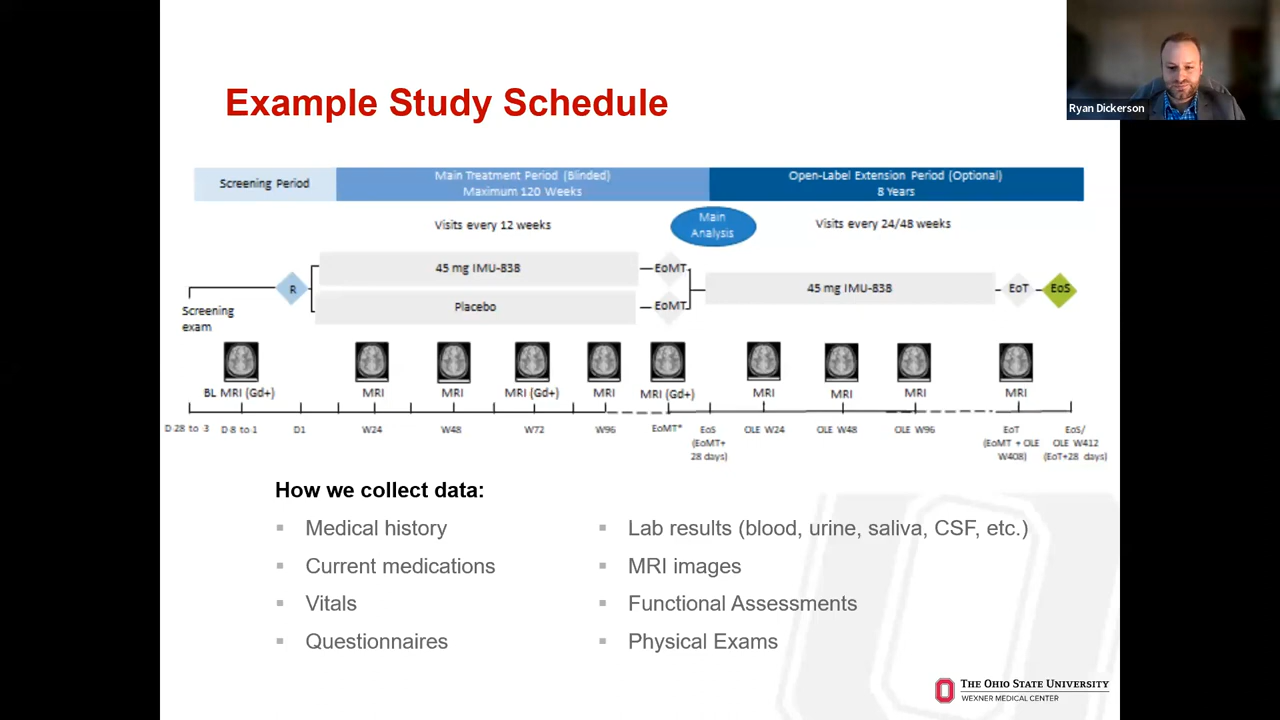 Ryan Dickerson
Example Study Schedule
Screening Period
Main Treatment Period (Blinded)
Maximum 120 Weeks
Open-Label Extension Period (Optional)
8 Years
Visits every 12 weeks
Main
Analysis
Visits every 24/48 weeks
45 mg IMU-838
EoMT
R
45 mg IMU-838
EoT
EoS
Placebo
EoMT
Screening
exam
BL MRI (Gd+)
MRI
MRI
MRI (Gd+)
MRI
MRI (Gd+)
MRI
MRI
MRI
MRI
D 28 to 3
D 8 to 1
D1
W24
W48
W72
W96
EoMT*
EoS
(EoMT+
28 days)
OLE W24
OLE W48
OLE W96
EoT
(EoMT + OLE
W408)
EoS/
OLE W412
(EoT+28 days)
How we collect data:
Medical history
Current medications
Vitals
Questionnaires
Lab results (blood, urine, saliva, CSF, etc.)
MRI images
Functional Assessments
Physical Exams
THE OHIO STATE UNIVERSITY
WEXNER MEDICAL CENTER